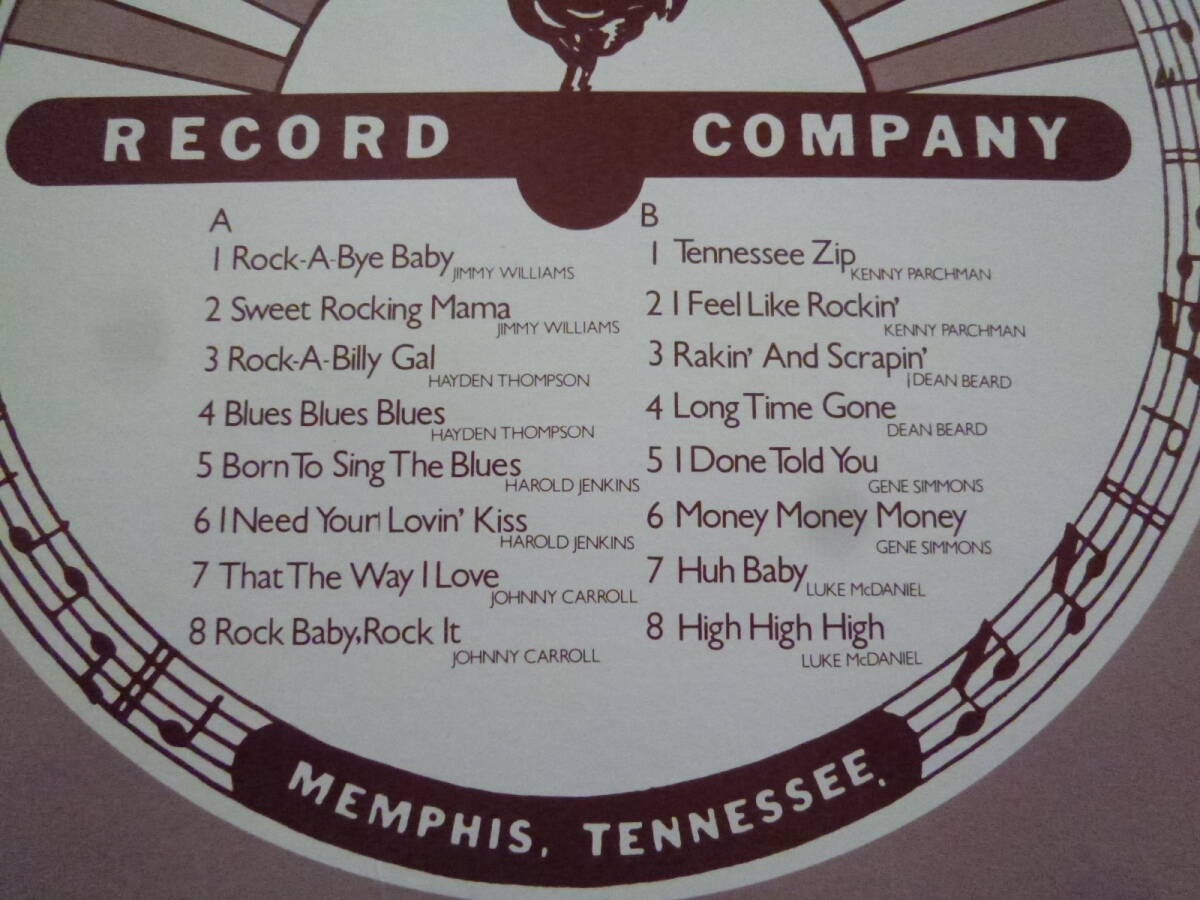 RECORD COMPANY
A
1 Rock-A-Bye Baby
JIMMY WILLIAMS
2 Sweet Rocking Mama
JIMMY WILLIAMS
3 Rock-A-Billy Gal
HAYDEN THOMPSON
4 Blues Blues Blues
HAYDEN THOMPSON
5 Born To Sing The Blues
HAROLD JENKINS
6 I Need Your Lovin' Kiss
HAROLD JENKINS
7 That The Way I Love
JOHNNY CARROLL
8 Rock Baby, Rock It
JOHNNY CARROLL
B
1 Tennessee Zip
KENNY PARCHMAN
2 I Feel Like Rockin'
KENNY PARCHMAN
3 Rakin' And Scrapin'
DEAN BEARD
4 Long Time Gone
DEAN BEARD
5 I Done Told You
GENE SIMMONS
6 Money Money Money
GENE SIMMONS
7 Huh Baby
LUKE McDANIEL
8 High High High
LUKE McDANIEL
MEMPHIS, TENNESSEE,